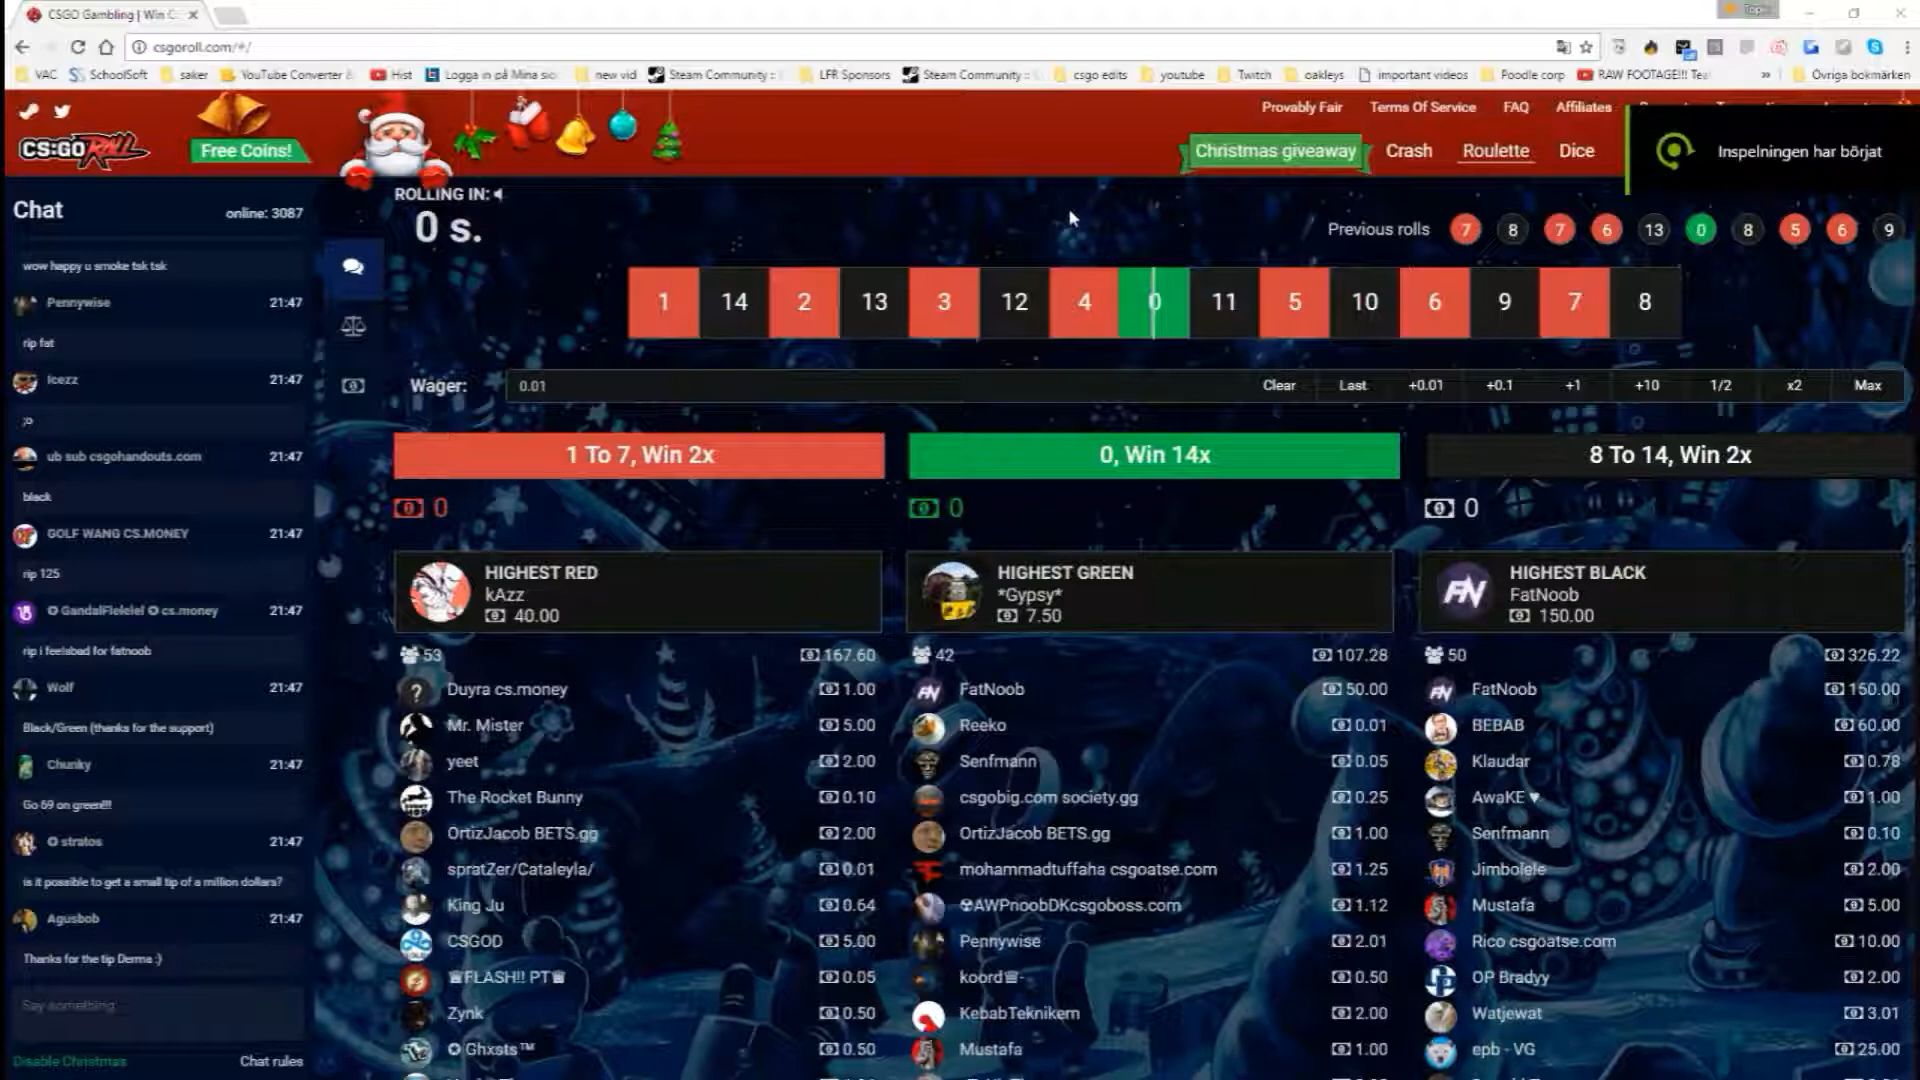 CSGO Gambling | Win C
csgoroll.com/#/
VAC SchoolSoft saker YouTube Converter & Hist Logga in på Mina sid new vid Steam Community :: LFR Sponsors Steam Community :: csgo edits youtube Twitch oakleys important videos Poodle corp RAW FOOTAGE!!! » Övriga bokmärken
Provably Fair Terms Of Service FAQ Affiliates
CS:GO ROLL
Free Coins!
Christmas giveaway Crash Roulette Dice
Inspelningen har börjat
Chat online: 3087
ROLLING IN:
0 s.
Previous rolls 7 8 7 6 13 0 8 5 6 9
1 14 2 13 3 12 4 0 11 5 10 6 9 7 8
Wager: 0.01 Clear Last +0.01 +0.1 +1 +10 1/2 x2 Max
1 To 7, Win 2x
0, Win 14x
8 To 14, Win 2x
0
0
0
wow happy u smoke tsk tsk
Pennywise 21:47
rip fat
Icezz 21:47
;o
ub sub csgohandouts.com 21:47
black
GOLF WANG CS.MONEY 21:47
rip 125
✪ GandalFlelelel ✪ cs.money 21:47
rip i feelsbad for fatnoob
Wolf 21:47
Black/Green (thanks for the support)
Chunky 21:47
Go 69 on green!!!
✪ stratos 21:47
is it possible to get a small tip of a million dollars?
Agusbob 21:47
Thanks for the tip Derma :)
Say something...
Disable Christmas Chat rules
HIGHEST RED
kAzz
40.00
53 167.60
Duyra cs.money 1.00
Mr. Mister 5.00
yeet 2.00
The Rocket Bunny 0.10
OrtizJacob BETS.gg 2.00
spratZer/Cataleyla/ 0.01
King Ju 0.64
CSGOD 5.00
♛FLASH!! PT♛ 0.05
Zynk 0.50
✪ Ghxsts™ 0.50
HIGHEST GREEN
*Gypsy*
7.50
42 107.28
FatNoob 50.00
Reeko 0.01
Senfmann 0.05
csgobig.com society.gg 0.25
OrtizJacob BETS.gg 1.00
mohammadtuffaha csgoatse.com 1.25
☢AWPnoobDKcsgoboss.com 1.12
Pennywise 2.01
koord♕- 0.50
KebabTeknikern 2.00
Mustafa 1.00
HIGHEST BLACK
FatNoob
150.00
50 326.22
FatNoob 150.00
BEBAB 60.00
Klaudar 0.78
AwaKE ♥ 1.00
Senfmann 0.10
Jimbolele 2.00
Mustafa 5.00
Rico csgoatse.com 10.00
OP Bradyy 2.00
Watjewat 3.01
epb - VG 25.00